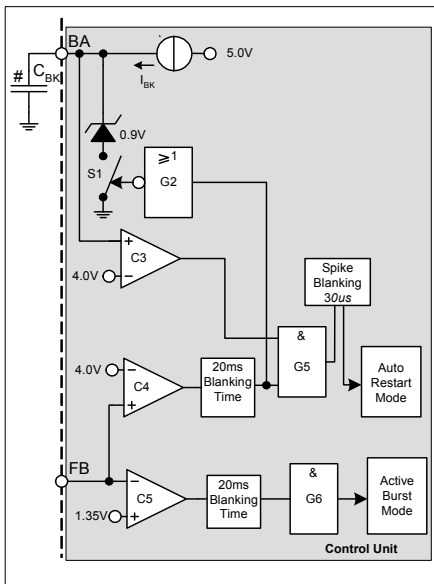 BA
# C_BK
5.0V
I_BK
0.9V
S1
≥1
G2
+
C3
4.0V
−
Spike
Blanking
30us
&
G5
4.0V
−
C4
+
20ms
Blanking
Time
Auto
Restart
Mode
FB
−
C5
1.35V
+
20ms
Blanking
Time
&
G6
Active
Burst
Mode
Control Unit